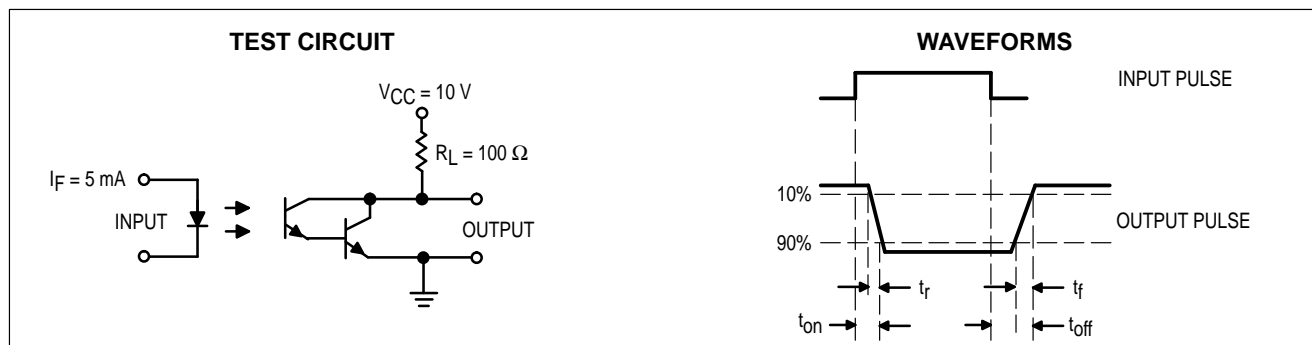 TEST CIRCUIT
VCC = 10 V
RL = 100 Ω
IF = 5 mA
INPUT
OUTPUT
WAVEFORMS
INPUT PULSE
10%
OUTPUT PULSE
90%
tr
tf
ton
toff